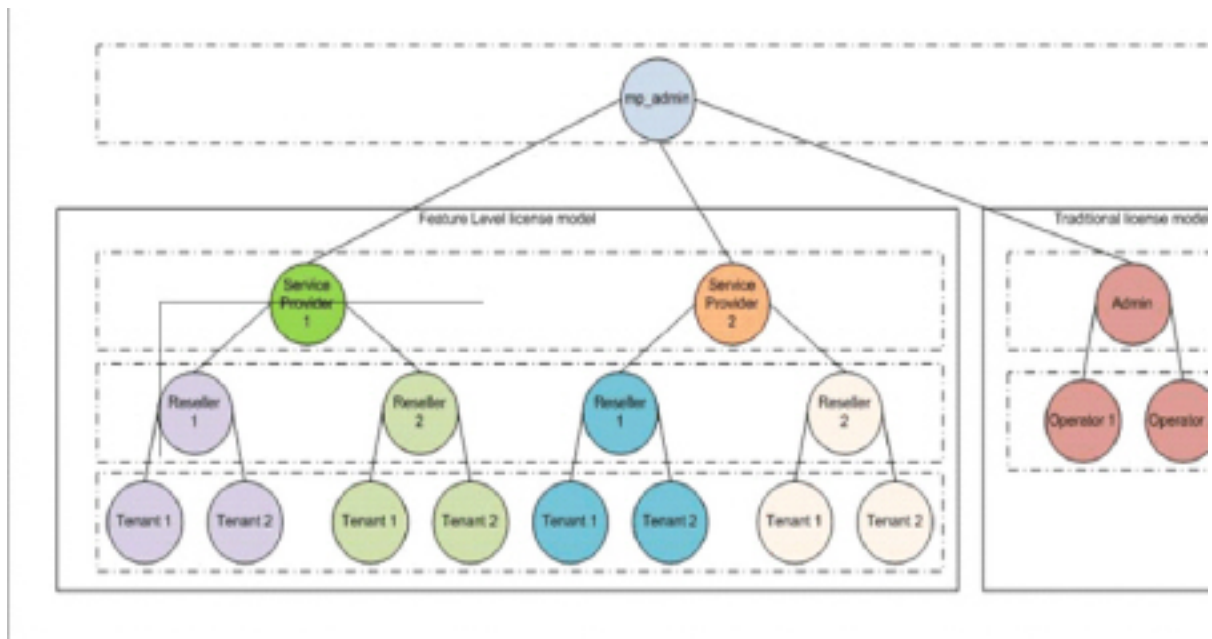 mp_admin
Feature Level license model
Traditional license model
Service
Provider
1
Service
Provider
2
Admin
Reseller
1
Reseller
2
Reseller
1
Reseller
2
Operator 1
Operator
Tenant 1
Tenant 2
Tenant 1
Tenant 2
Tenant 1
Tenant 2
Tenant 1
Tenant 2